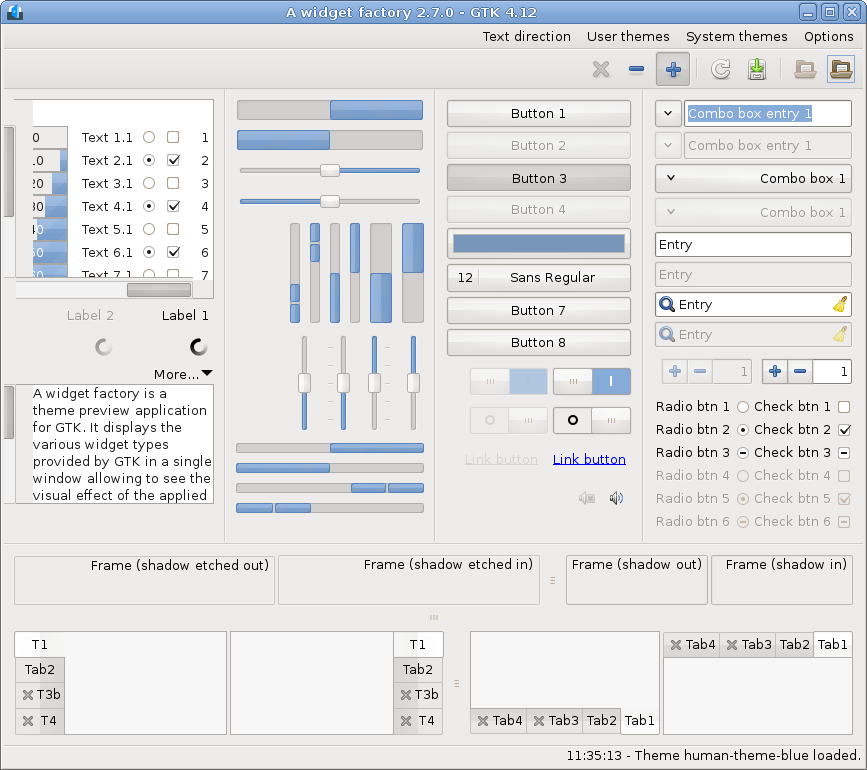 A widget factory 2.7.0 - GTK 4.12
Text direction User themes System themes Options
0 Text 1.1 1
10 Text 2.1 2
20 Text 3.1 3
30 Text 4.1 4
40 Text 5.1 5
50 Text 6.1 6
60 Text 7.1 7
Label 2 Label 1
More...
A widget factory is a
theme preview application
for GTK. It displays the
various widget types
provided by GTK in a single
window allowing to see the
visual effect of the applied
Button 1
Button 2
Button 3
Button 4
12 Sans Regular
Button 7
Button 8
Link button Link button
Combo box entry 1
Combo box entry 1
Combo box 1
Combo box 1
Entry
Entry
Entry
Entry
1 1
Radio btn 1 Check btn 1
Radio btn 2 Check btn 2
Radio btn 3 Check btn 3
Radio btn 4 Check btn 4
Radio btn 5 Check btn 5
Radio btn 6 Check btn 6
Frame (shadow etched out) Frame (shadow etched in) Frame (shadow out) Frame (shadow in)
T1
Tab2
T3b
T4
T1
Tab2
T3b
T4
Tab4 Tab3 Tab2 Tab1
Tab4 Tab3 Tab2 Tab1
11:35:13 - Theme human-theme-blue loaded.